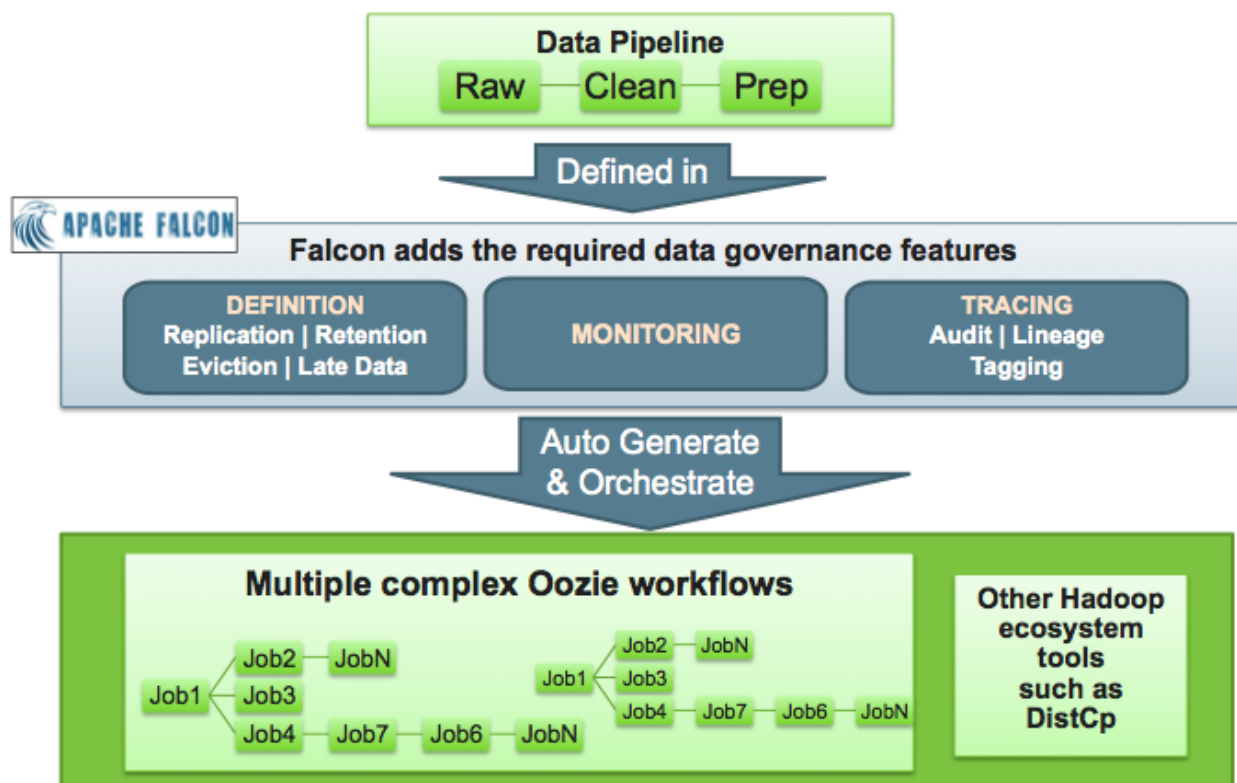 Data Pipeline
Raw Clean Prep
Defined in
APACHE FALCON
Falcon adds the required data governance features
DEFINITION
Replication | Retention
Eviction | Late Data
MONITORING
TRACING
Audit | Lineage
Tagging
Auto Generate
& Orchestrate
Multiple complex Oozie workflows
Job2 JobN
Job1
Job3
Job4 Job7 Job6 JobN
Job2 JobN
Job1
Job3
Job4 Job7 Job6 JobN
Other Hadoop
ecosystem
tools
such as
DistCp